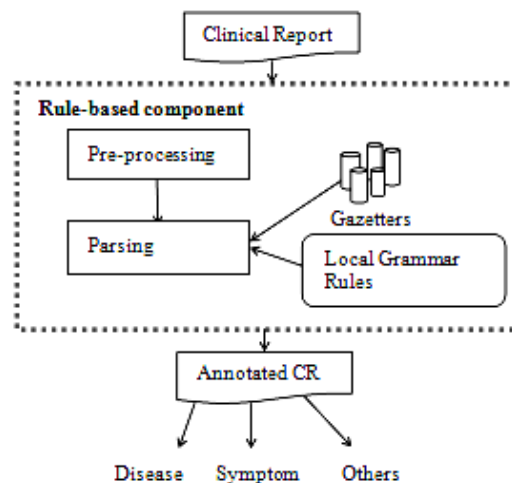 Clinical Report
Rule-based component
Pre-processing
Gazetters
Parsing
Local Grammar
Rules
Annotated CR
Disease
Symptom
Others